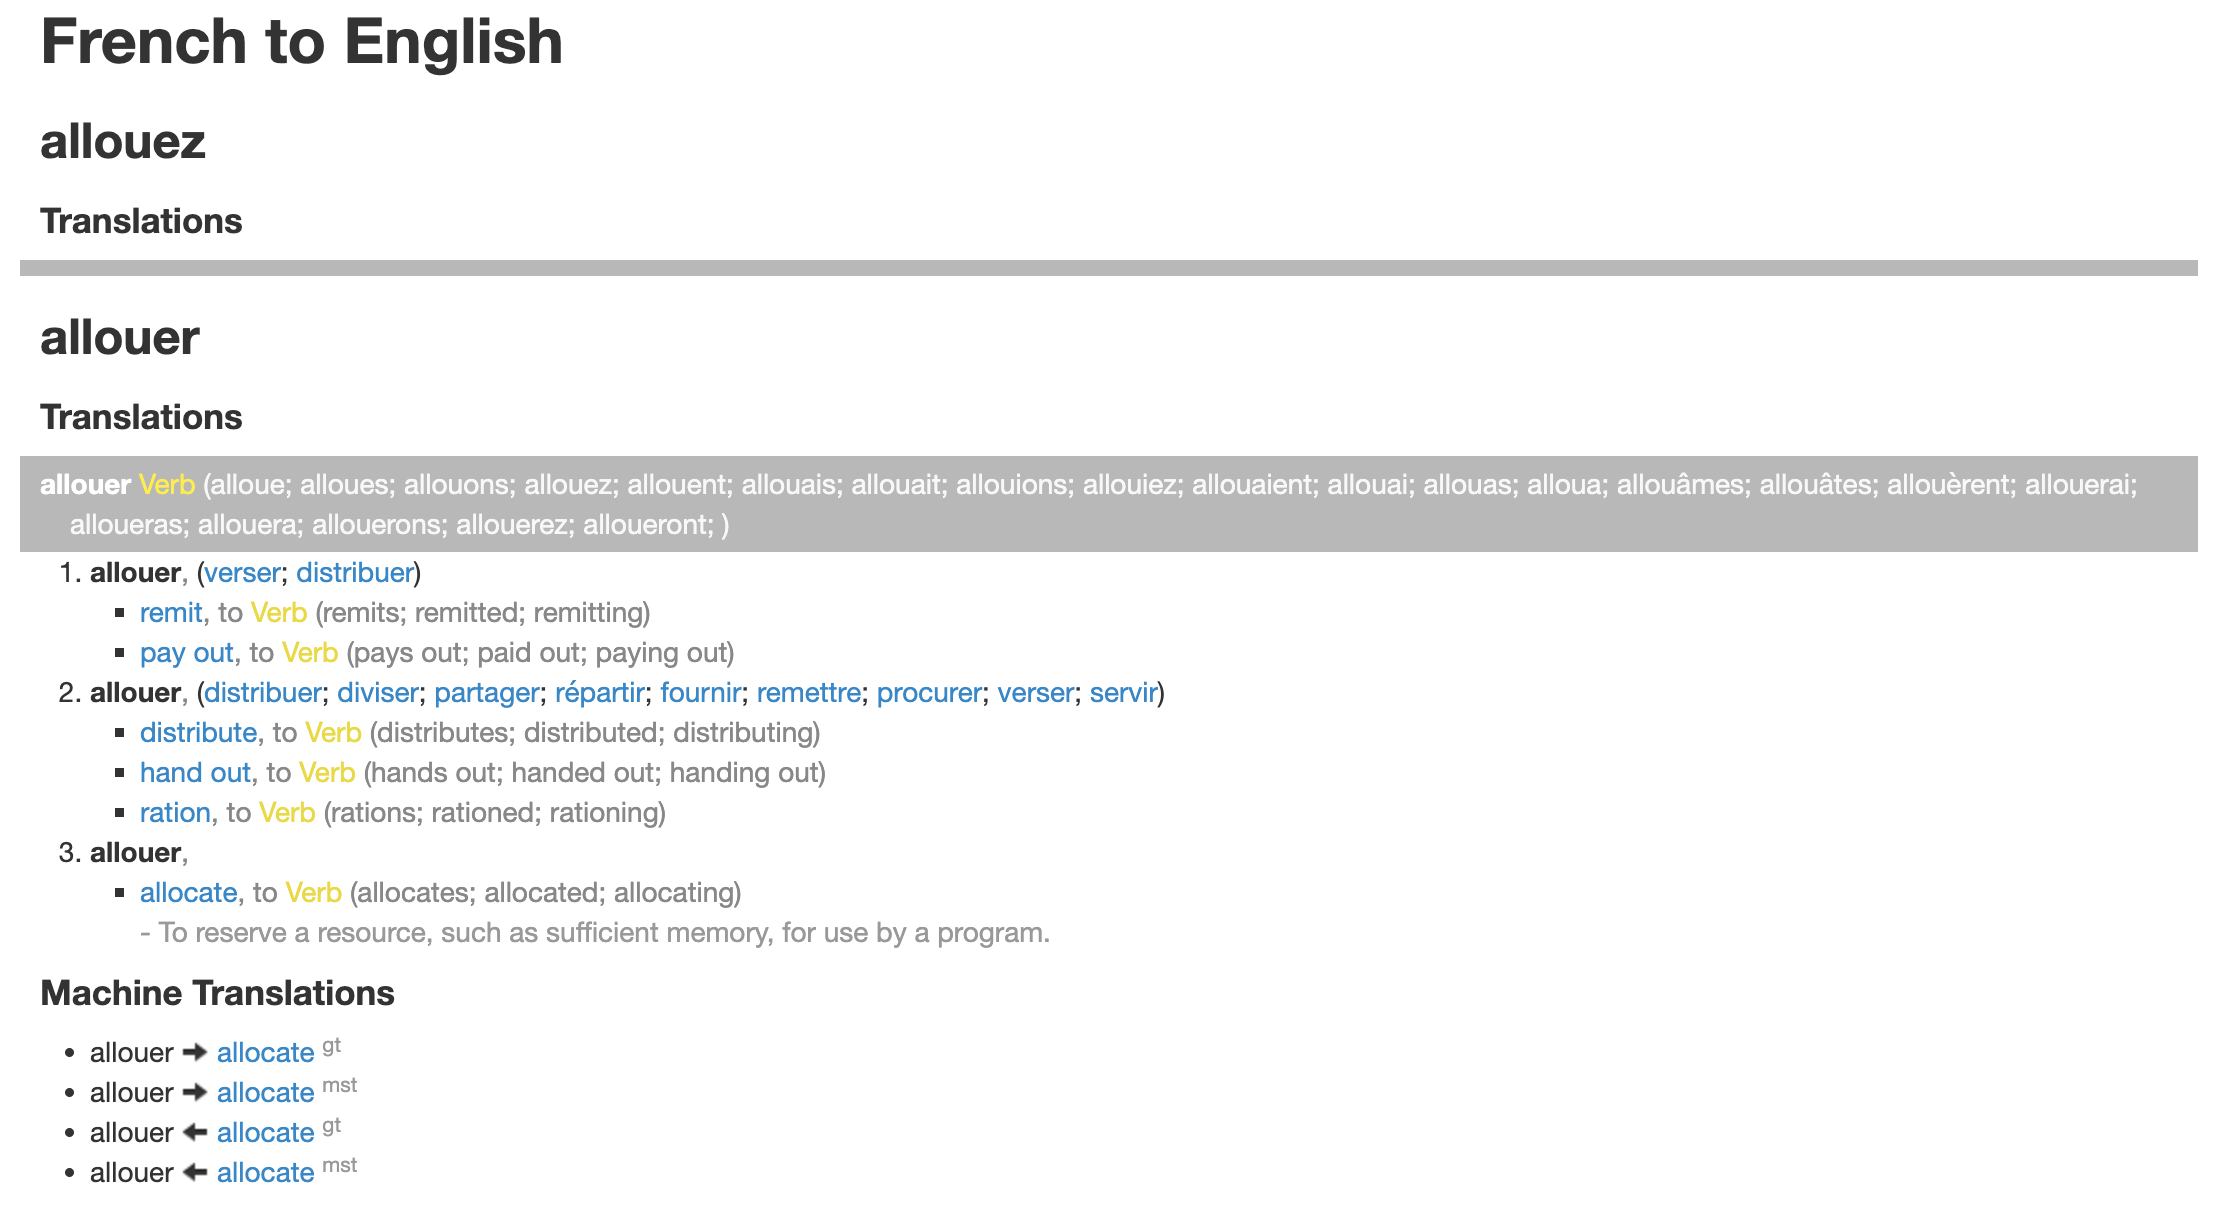 French to English
allouez
Translations
allouer
Translations
allouer Verb (alloue; alloues; allouons; allouez; allouent; allouais; allouait; allouions; allouiez; allouaient; allouai; allouas; alloua; allouâmes; allouâtes; allouèrent; allouerai;
alloueras; allouera; allouerons; allouerez; alloueront; )
1. allouer, (verser; distribuer)
▪ remit, to Verb (remits; remitted; remitting)
▪ pay out, to Verb (pays out; paid out; paying out)
2. allouer, (distribuer; diviser; partager; répartir; fournir; remettre; procurer; verser; servir)
▪ distribute, to Verb (distributes; distributed; distributing)
▪ hand out, to Verb (hands out; handed out; handing out)
▪ ration, to Verb (rations; rationed; rationing)
3. allouer,
▪ allocate, to Verb (allocates; allocated; allocating)
- To reserve a resource, such as sufficient memory, for use by a program.
Machine Translations
• allouer → allocate gt
• allouer → allocate mst
• allouer ← allocate gt
• allouer ← allocate mst